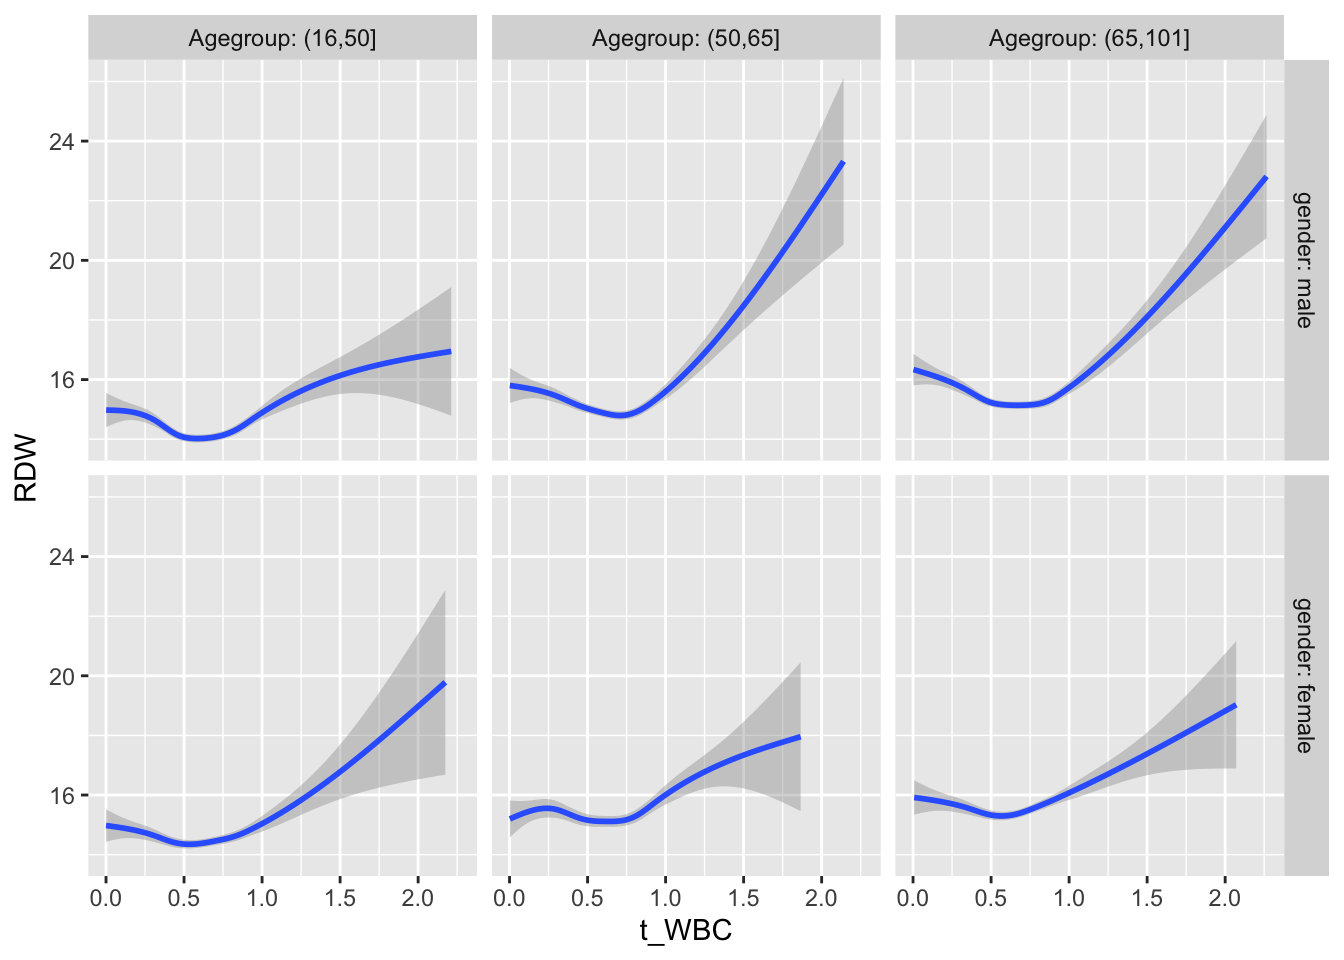 Agegroup: (16,50]
Agegroup: (50,65]
Agegroup: (65,101]
24
20
16
gender: male
RDW
24
20
16
gender: female
0.0 0.5 1.0 1.5 2.0
0.0 0.5 1.0 1.5 2.0
0.0 0.5 1.0 1.5 2.0
t_WBC